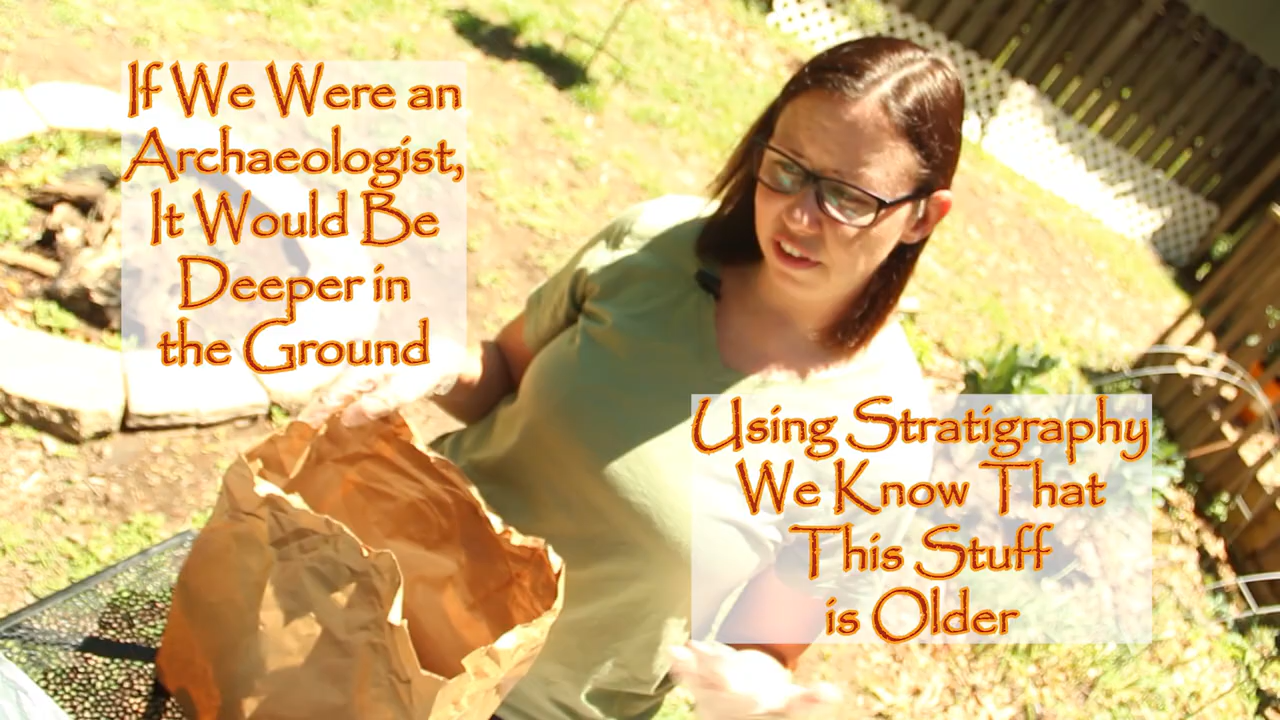 If We Were an
Archaeologist,
It Would Be
Deeper in
the Ground
Using Stratigraphy
We Know That
This Stuff
is Older